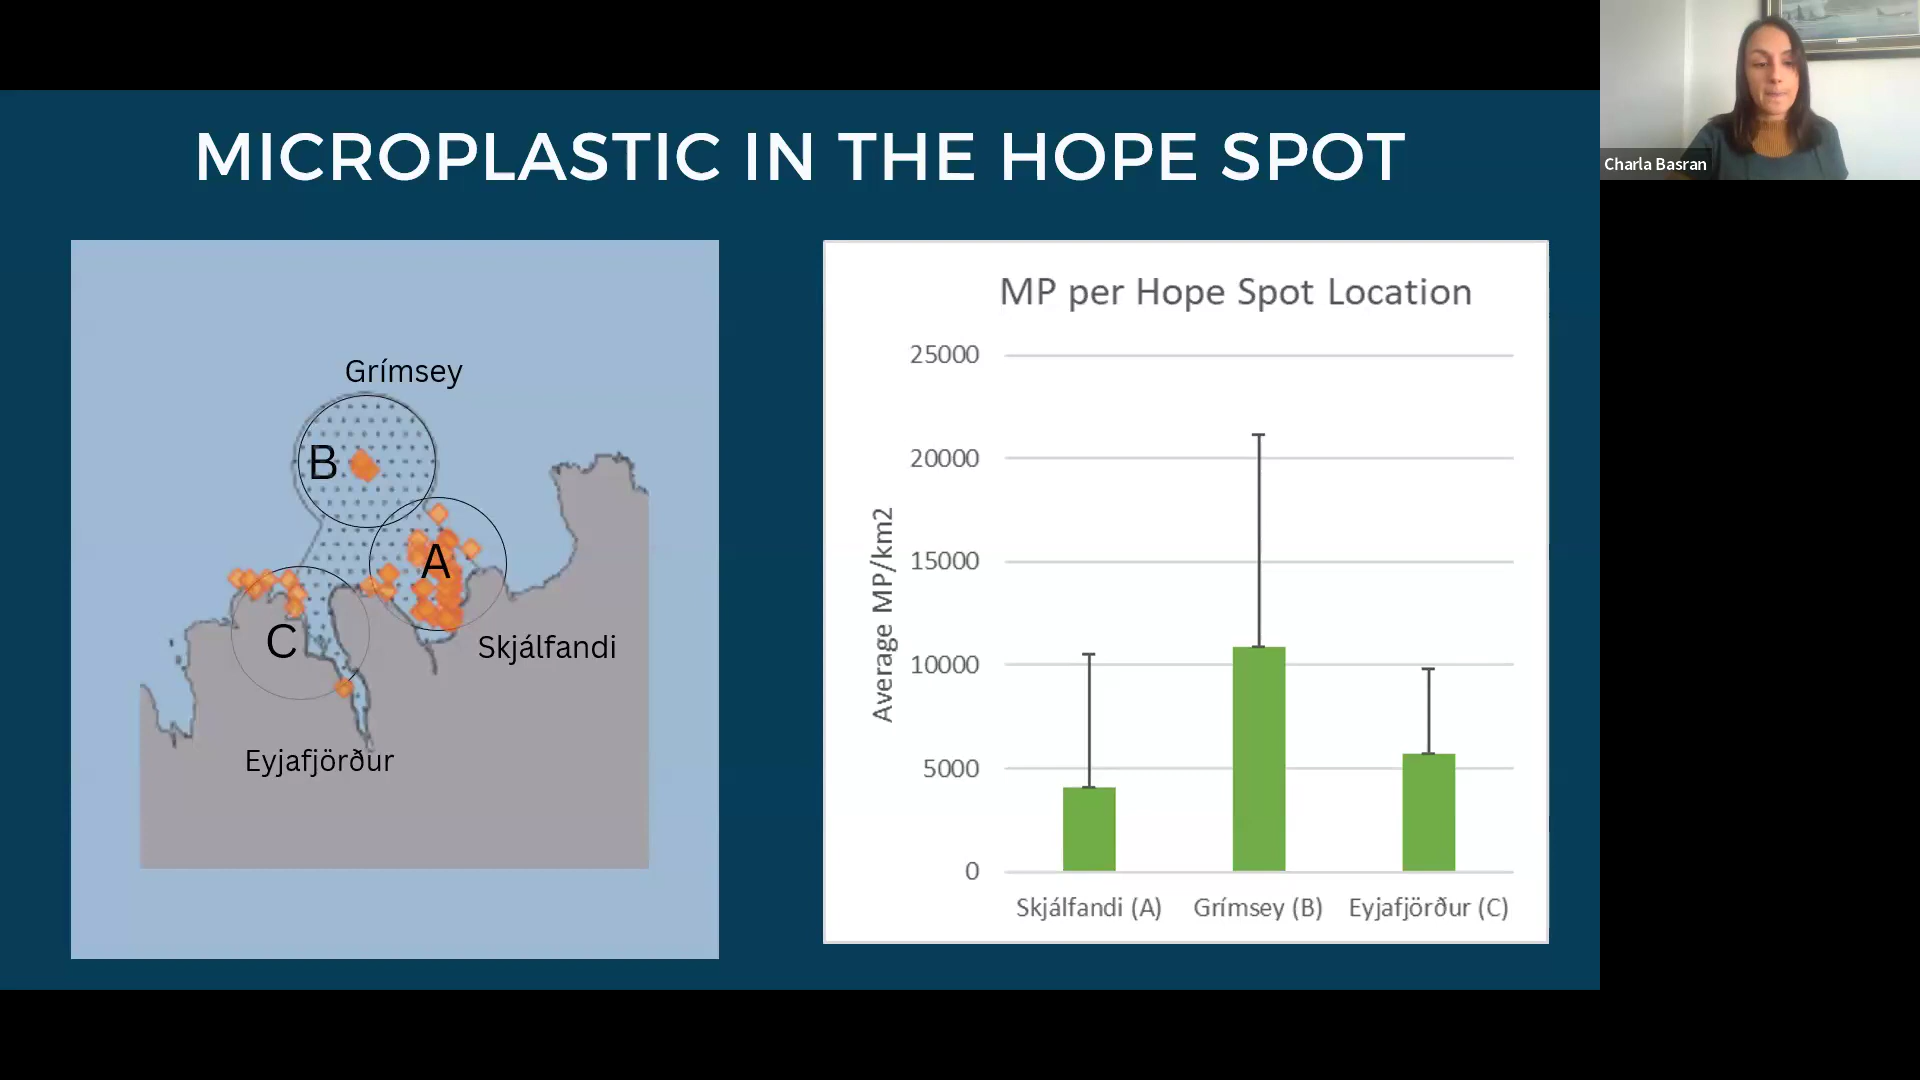 MICROPLASTIC IN THE HOPE SPOT
Charla Basran
Grímsey
B
A
C
Skjálfandi
Eyjafjörður
MP per Hope Spot Location
Average MP/km2
25000
20000
15000
10000
5000
0
Skjálfandi (A) Grímsey (B) Eyjafjörður (C)